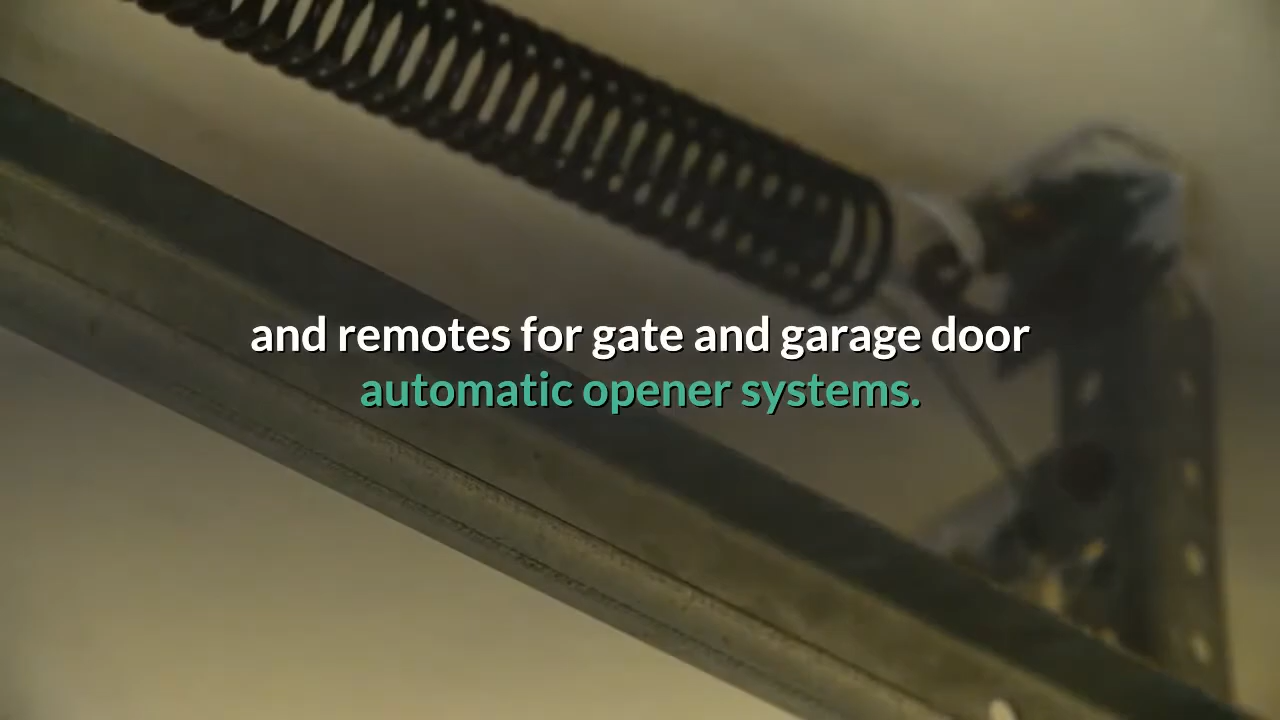 and remotes for gate and garage door
automatic opener systems.